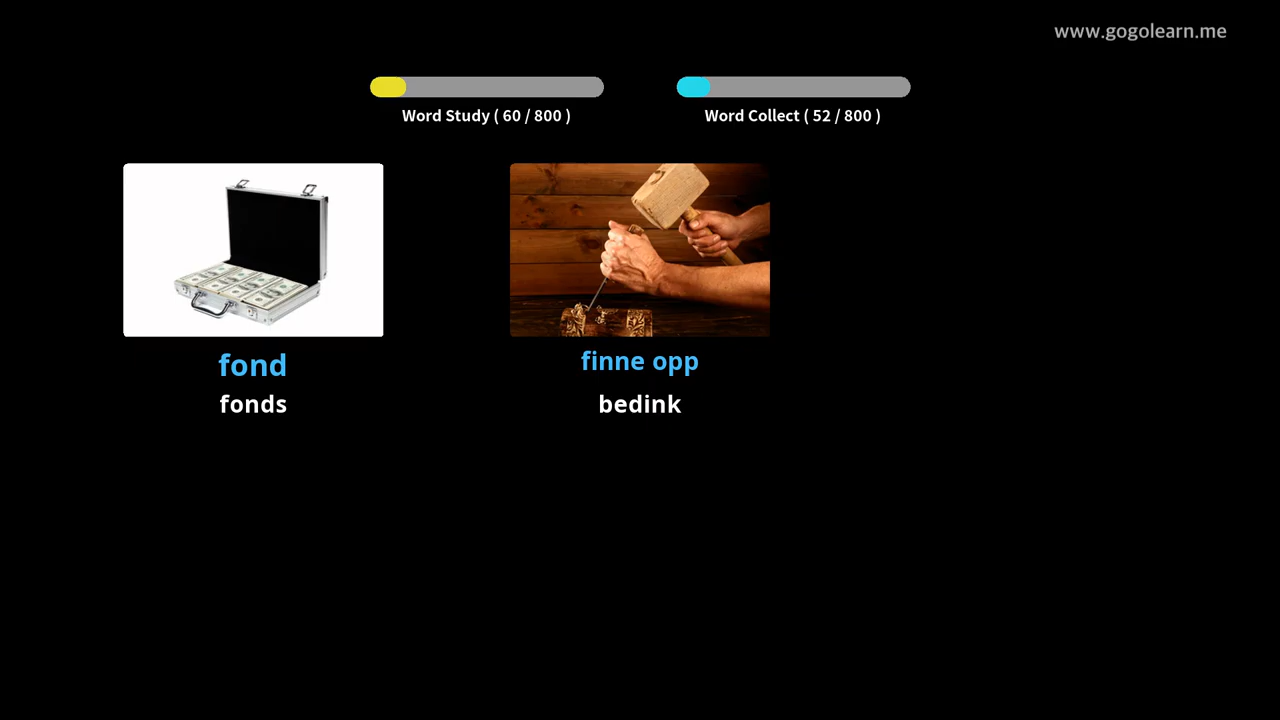 www.gogolearn.me
Word Study ( 60 / 800 )
Word Collect ( 52 / 800 )
fond
fonds
finne opp
bedink